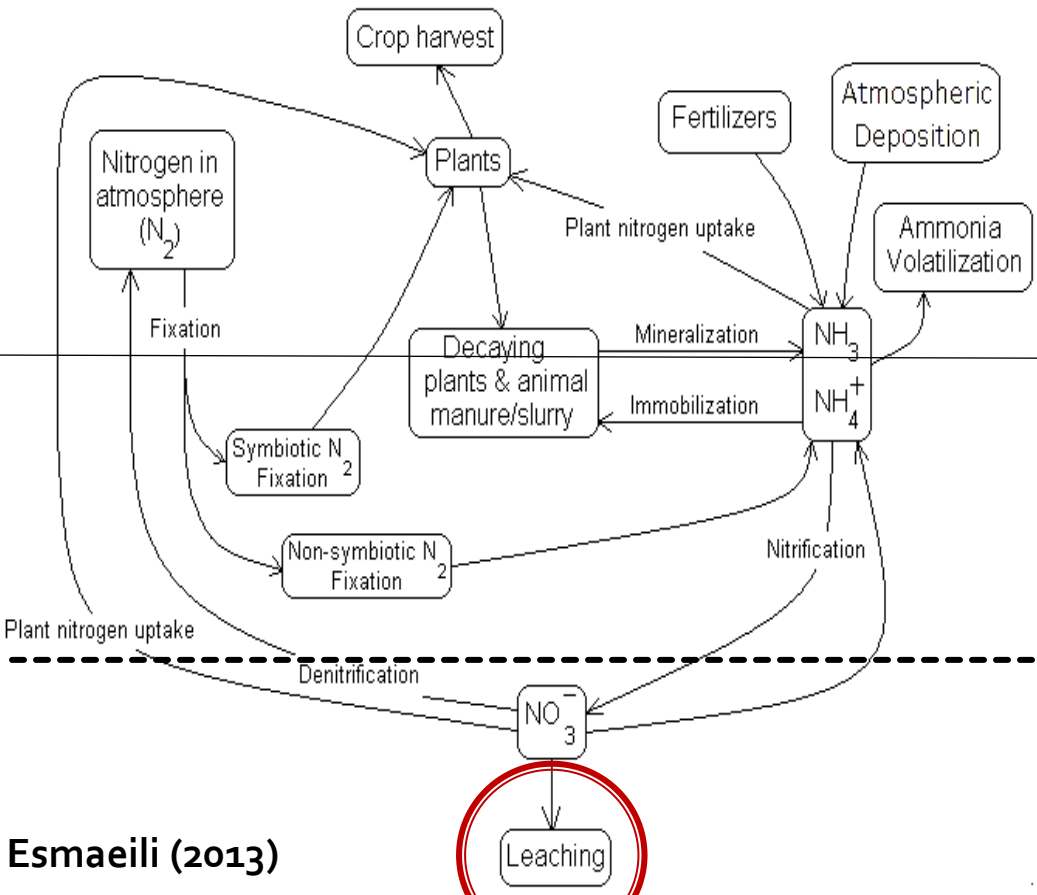 Crop harvest
Fertilizers
Atmospheric
Deposition
Nitrogen in
atmosphere
(N2)
Plants
Plant nitrogen uptake
Ammonia
Volatilization
Fixation
Decaying
plants & animal
manure/slurry
Mineralization
Immobilization
NH3
NH4+
Symbiotic N2
Fixation
Non-symbiotic N2
Fixation
Nitrification
Plant nitrogen uptake
Denitrification
NO3−
Leaching
Esmaeili (2013)